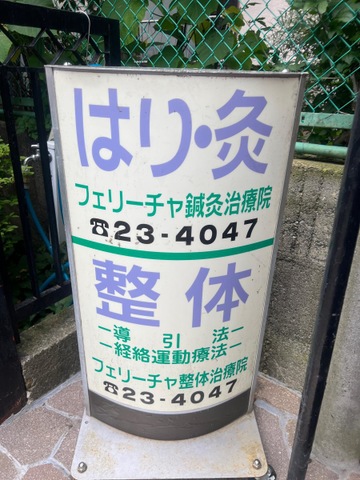 はり・灸
フェリーチャ鍼灸治療院
☎23-4047
整体
ー導引法ー
ー経絡運動療法ー
フェリーチャ整体治療院
☎23-4047